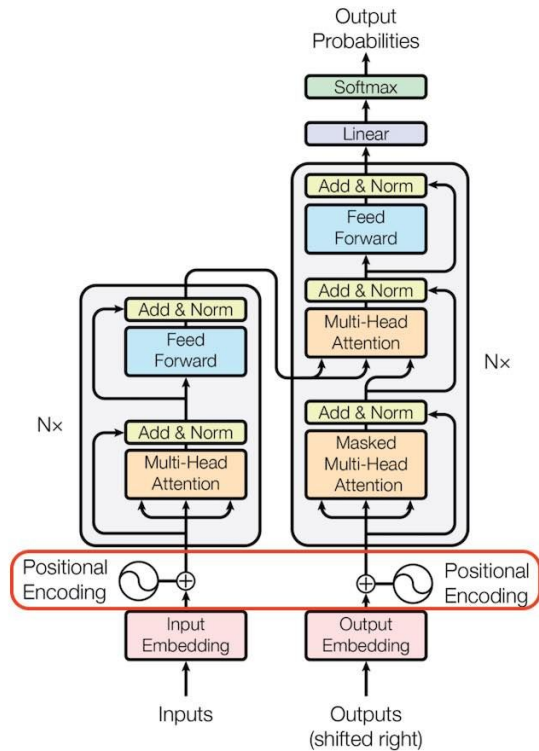 Output
Probabilities
Softmax
Linear
Add & Norm
Feed
Forward
Add & Norm
Multi-Head
Attention
Add & Norm
Masked
Multi-Head
Attention
N×
Add & Norm
Feed
Forward
Add & Norm
Multi-Head
Attention
N×
Positional
Encoding
Positional
Encoding
Input
Embedding
Output
Embedding
Inputs
Outputs
(shifted right)